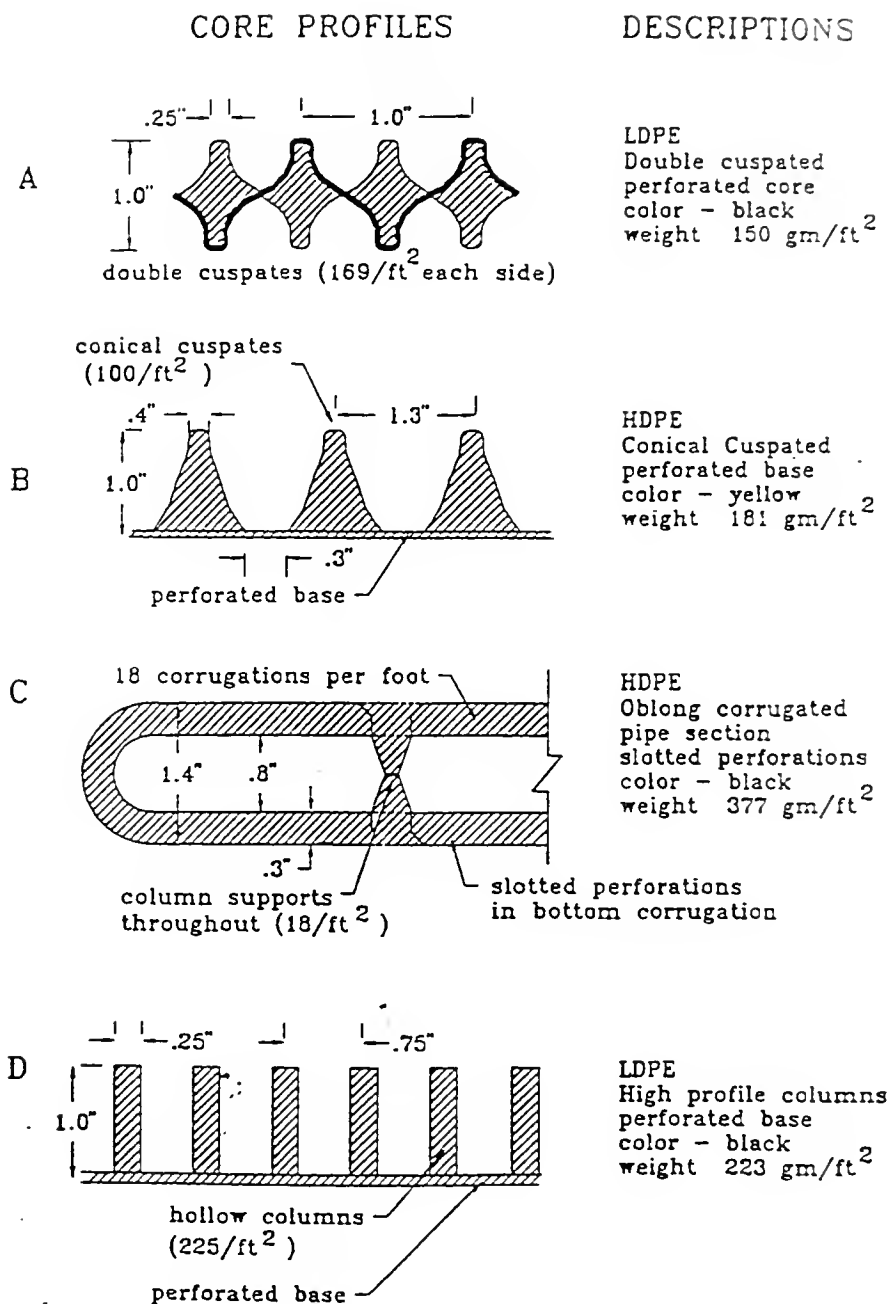 CORE PROFILES
DESCRIPTIONS
A
.25"
1.0"
1.0"
double cuspates (169/ft² each side)
LDPE
Double cuspated
perforated core
color - black
weight 150 gm/ft²
B
conical cuspates
(100/ft²)
.4"
1.3"
1.0"
.3"
perforated base
HDPE
Conical Cuspated
perforated base
color - yellow
weight 181 gm/ft²
C
18 corrugations per foot
1.4"
.8"
.3"
column supports
throughout (18/ft²)
slotted perforations
in bottom corrugation
HDPE
Oblong corrugated
pipe section
slotted perforations
color - black
weight 377 gm/ft²
D
.25"
.75"
1.0"
hollow columns
(225/ft²)
perforated base
LDPE
High profile columns
perforated base
color - black
weight 223 gm/ft²